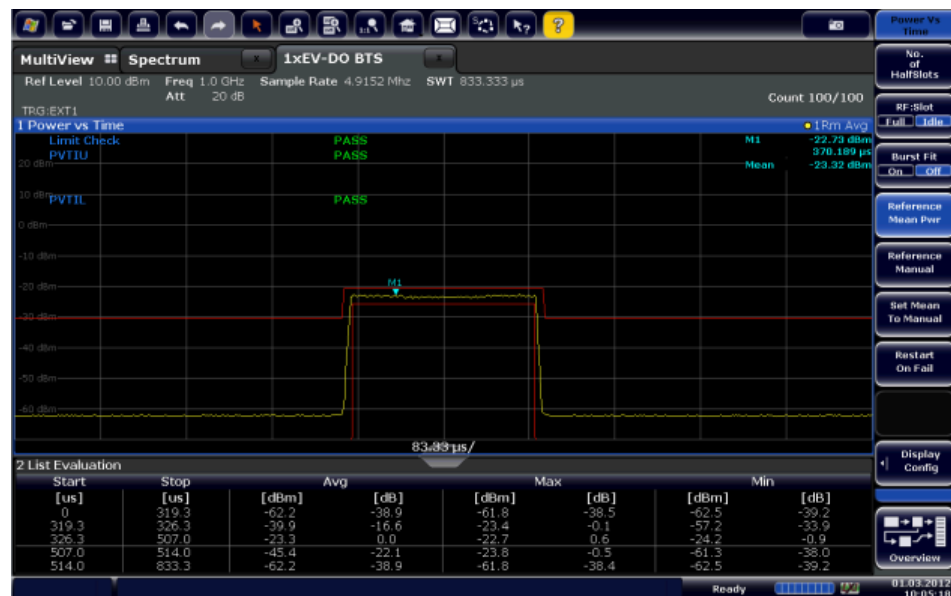 MultiView Spectrum x 1xEV-DO BTS x
Ref Level 10.00 dBm Freq 1.0 GHz Sample Rate 4.9152 Mhz SWT 833.333 µs
Att 20 dB Count 100/100
TRG:EXT1
1 Power vs Time 1Rm Avg
Limit Check PASS M1 -22.73 dBm
PVTIU PASS 370.189 µs
20 dBm Mean -23.32 dBm
10 dBm PVTIL PASS
0 dBm
-10 dBm
-20 dBm M1
-30 dBm
-40 dBm
-50 dBm
-60 dBm
83.33 µs/
2 List Evaluation
Start Stop Avg Max Min
[us] [us] [dBm] [dB] [dBm] [dB] [dBm] [dB]
0 319.3 -62.2 -38.9 -61.8 -38.5 -62.5 -39.2
319.3 326.3 -39.9 -16.6 -23.4 -0.1 -57.2 -33.9
326.3 507.0 -23.3 0.0 -22.7 0.6 -24.2 -0.9
507.0 514.0 -45.4 -22.1 -23.8 -0.5 -61.3 -38.0
514.0 833.3 -62.2 -38.9 -61.8 -38.4 -62.5 -39.2
Ready
Power Vs
Time
No.
of
HalfSlots
RF:Slot
Full Idle
Burst Fit
On Off
Reference
Mean Pwr
Reference
Manual
Set Mean
To Manual
Restart
On Fail
Display
Config
Overview
01.03.2012
10:05:18